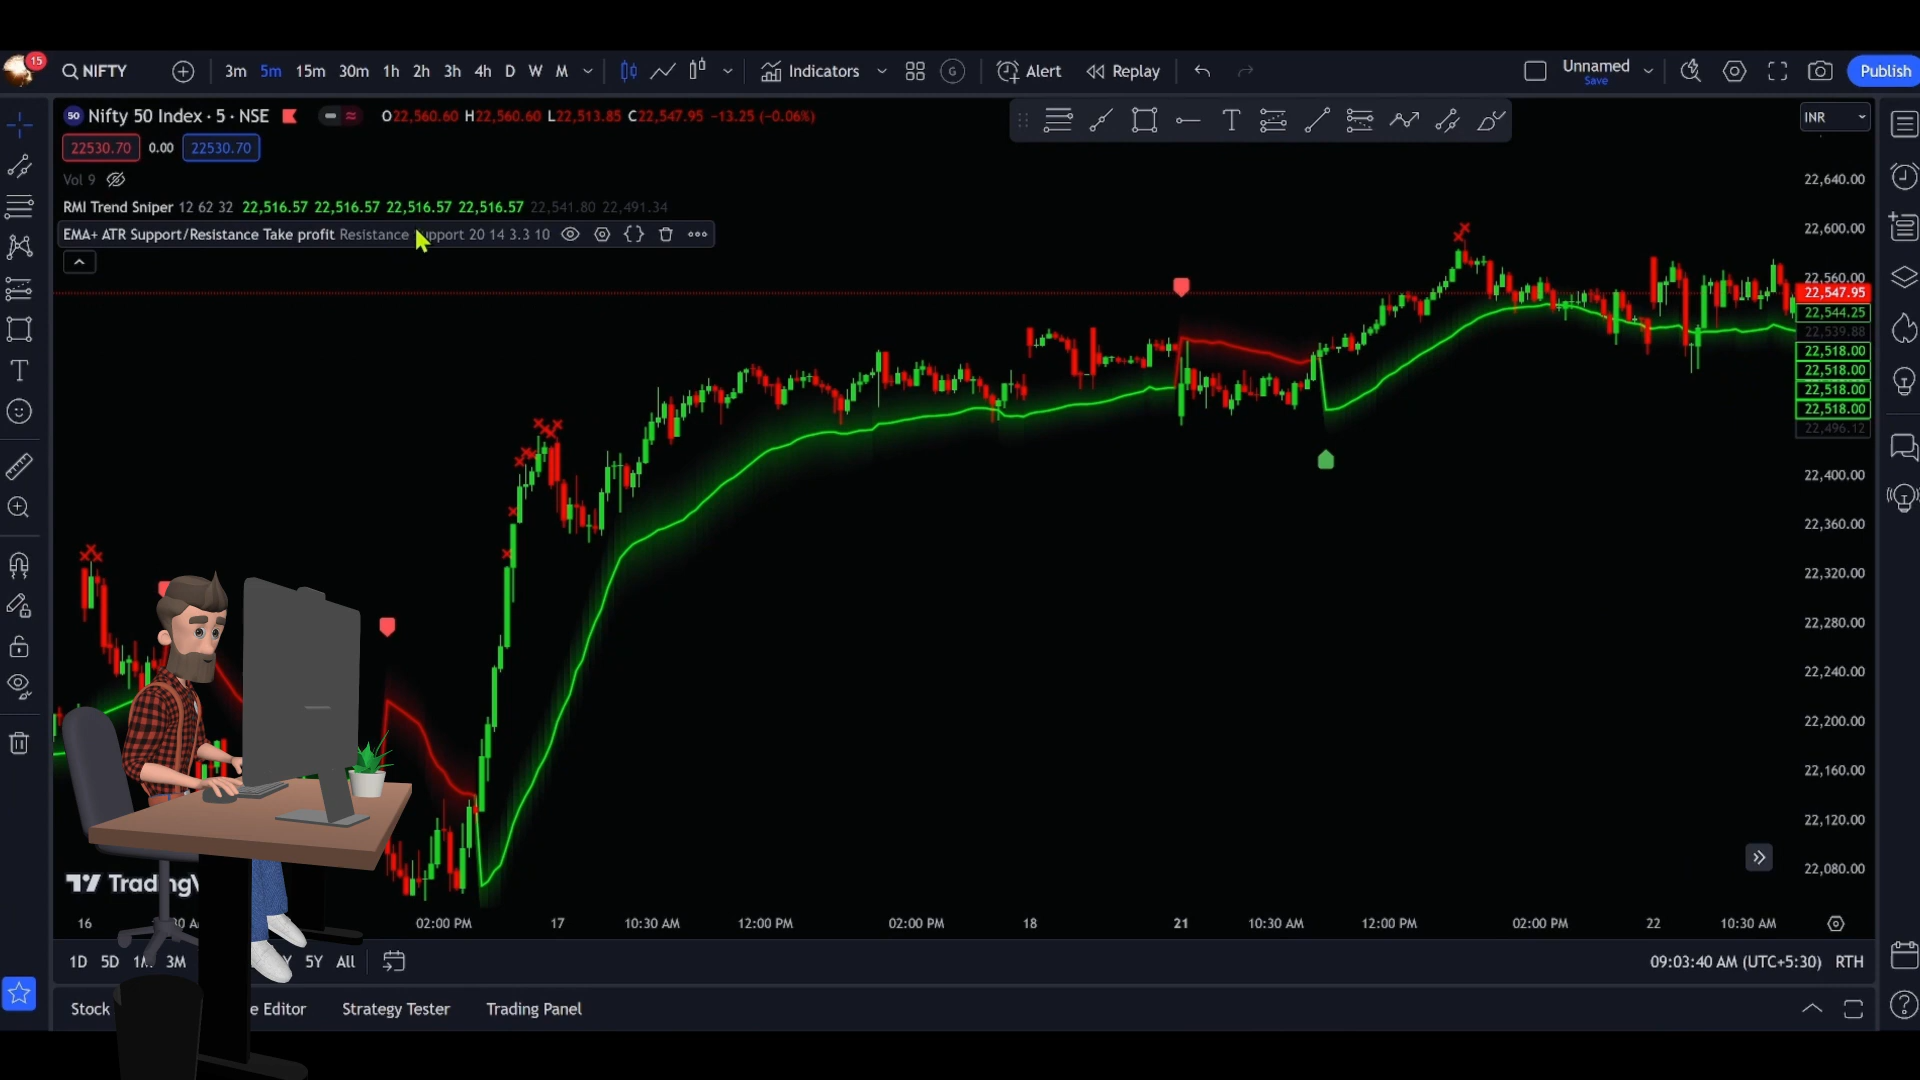 15
NIFTY 3m 5m 15m 30m 1h 2h 3h 4h D W M Indicators G Alert Replay Unnamed Publish
Save
50 Nifty 50 Index · 5 · NSE O22,560.60 H22,560.60 L22,513.85 C22,547.95 −13.25 (−0.06%)
INR
22530.70 0.00 22530.70
Vol 9
RMI Trend Sniper 12 62 32 22,516.57 22,516.57 22,516.57 22,516.57 22,541.80 22,491.34
EMA+ ATR Support/Resistance Take profit Resistance support 20 14 3.3 10
22,640.00
22,600.00
22,560.00
22,547.95
22,544.25
22,539.88
22,518.00
22,518.00
22,518.00
22,518.00
22,496.12
22,400.00
22,360.00
22,320.00
22,280.00
22,240.00
22,200.00
22,160.00
22,120.00
22,080.00
TradingV
16 02:00 PM 17 10:30 AM 12:00 PM 02:00 PM 18 21 10:30 AM 12:00 PM 02:00 PM 22 10:30 AM
1D 5D 1M 3M Y 5Y All 09:03:40 AM (UTC+5:30) RTH
Stock e Editor Strategy Tester Trading Panel